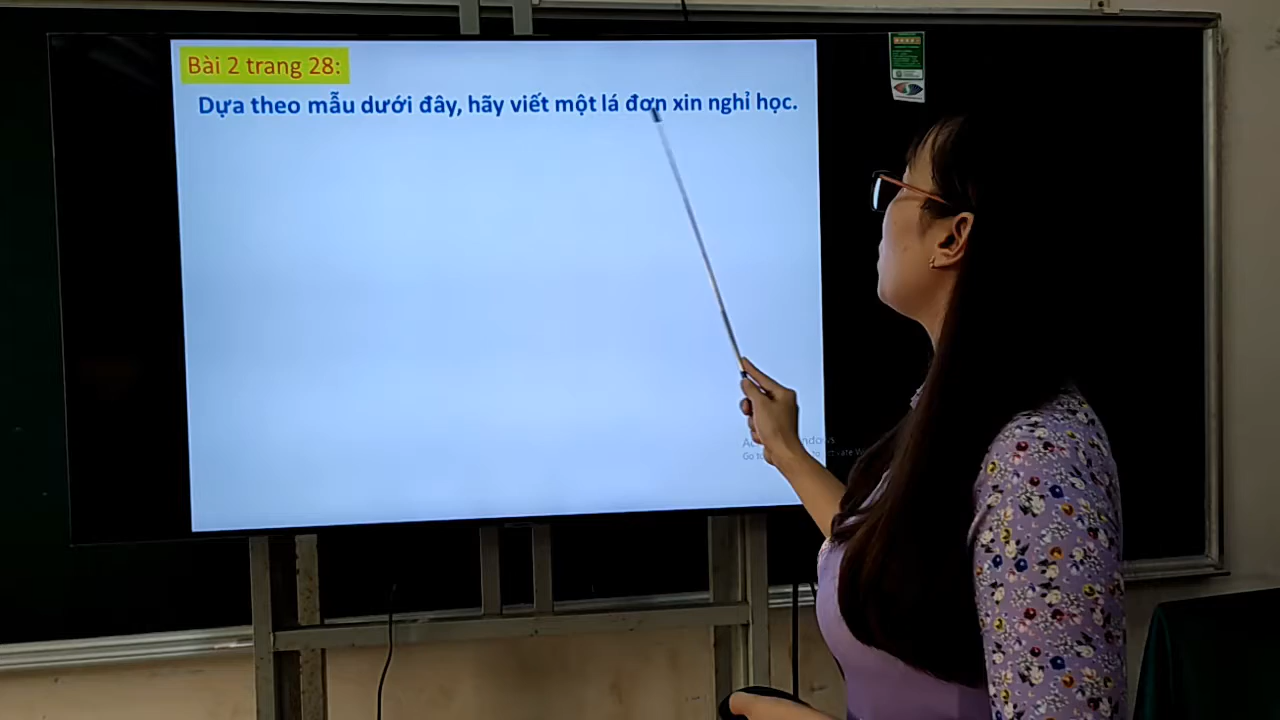 Bài 2 trang 28:
Dựa theo mẫu dưới đây, hãy viết một lá đơn xin nghỉ học.